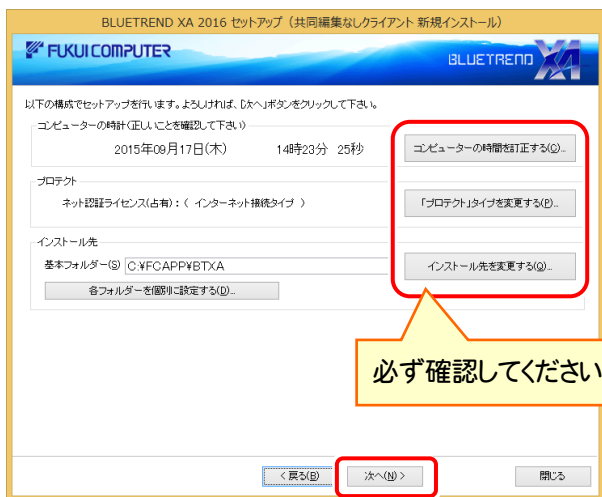 BLUETREND XA 2016 セットアップ（共同編集なしクライアント 新規インストール）
FUKUI COMPUTER
BLUETREND XA
以下の構成でセットアップを行います。よろしければ、[次へ]ボタンをクリックして下さい。
コンピューターの時計(正しいことを確認して下さい)
2015年09月17日(木) 14時23分 25秒 コンピューターの時間を訂正する(C)...
プロテクト
ネット認証ライセンス(占有)：( インターネット接続タイプ ) 「プロテクト」タイプを変更する(P)...
インストール先
基本フォルダー(S) C:¥FCAPP¥BTXA インストール先を変更する(Q)...
各フォルダーを個別に設定する(D)...
必ず確認してください
< 戻る(B) 次へ(N) > 閉じる